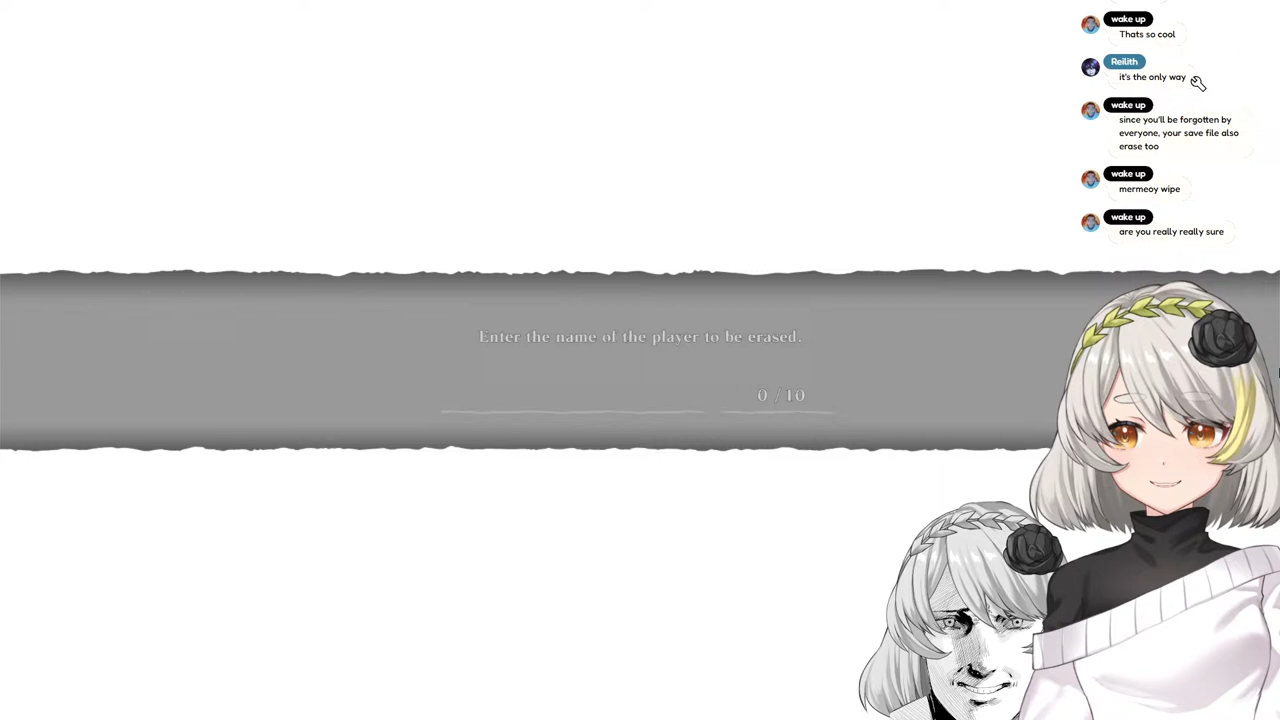 wake up
Thats so cool
Reilith
it's the only way
wake up
since you'll be forgotten by
everyone, your save file also
erase too
wake up
mermeoy wipe
wake up
are you really really sure
Enter the name of the player to be erased.
0 / 10